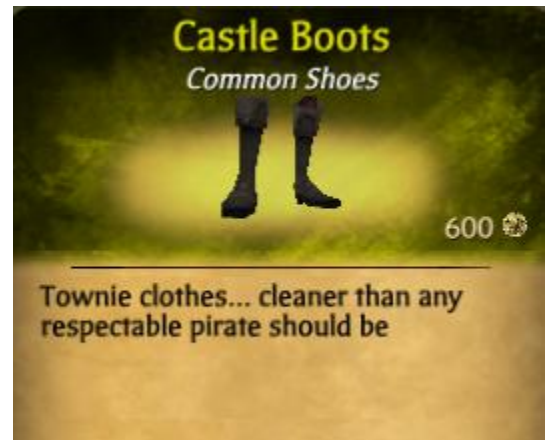 Castle Boots
Common Shoes
600
Townie clothes... cleaner than any
respectable pirate should be